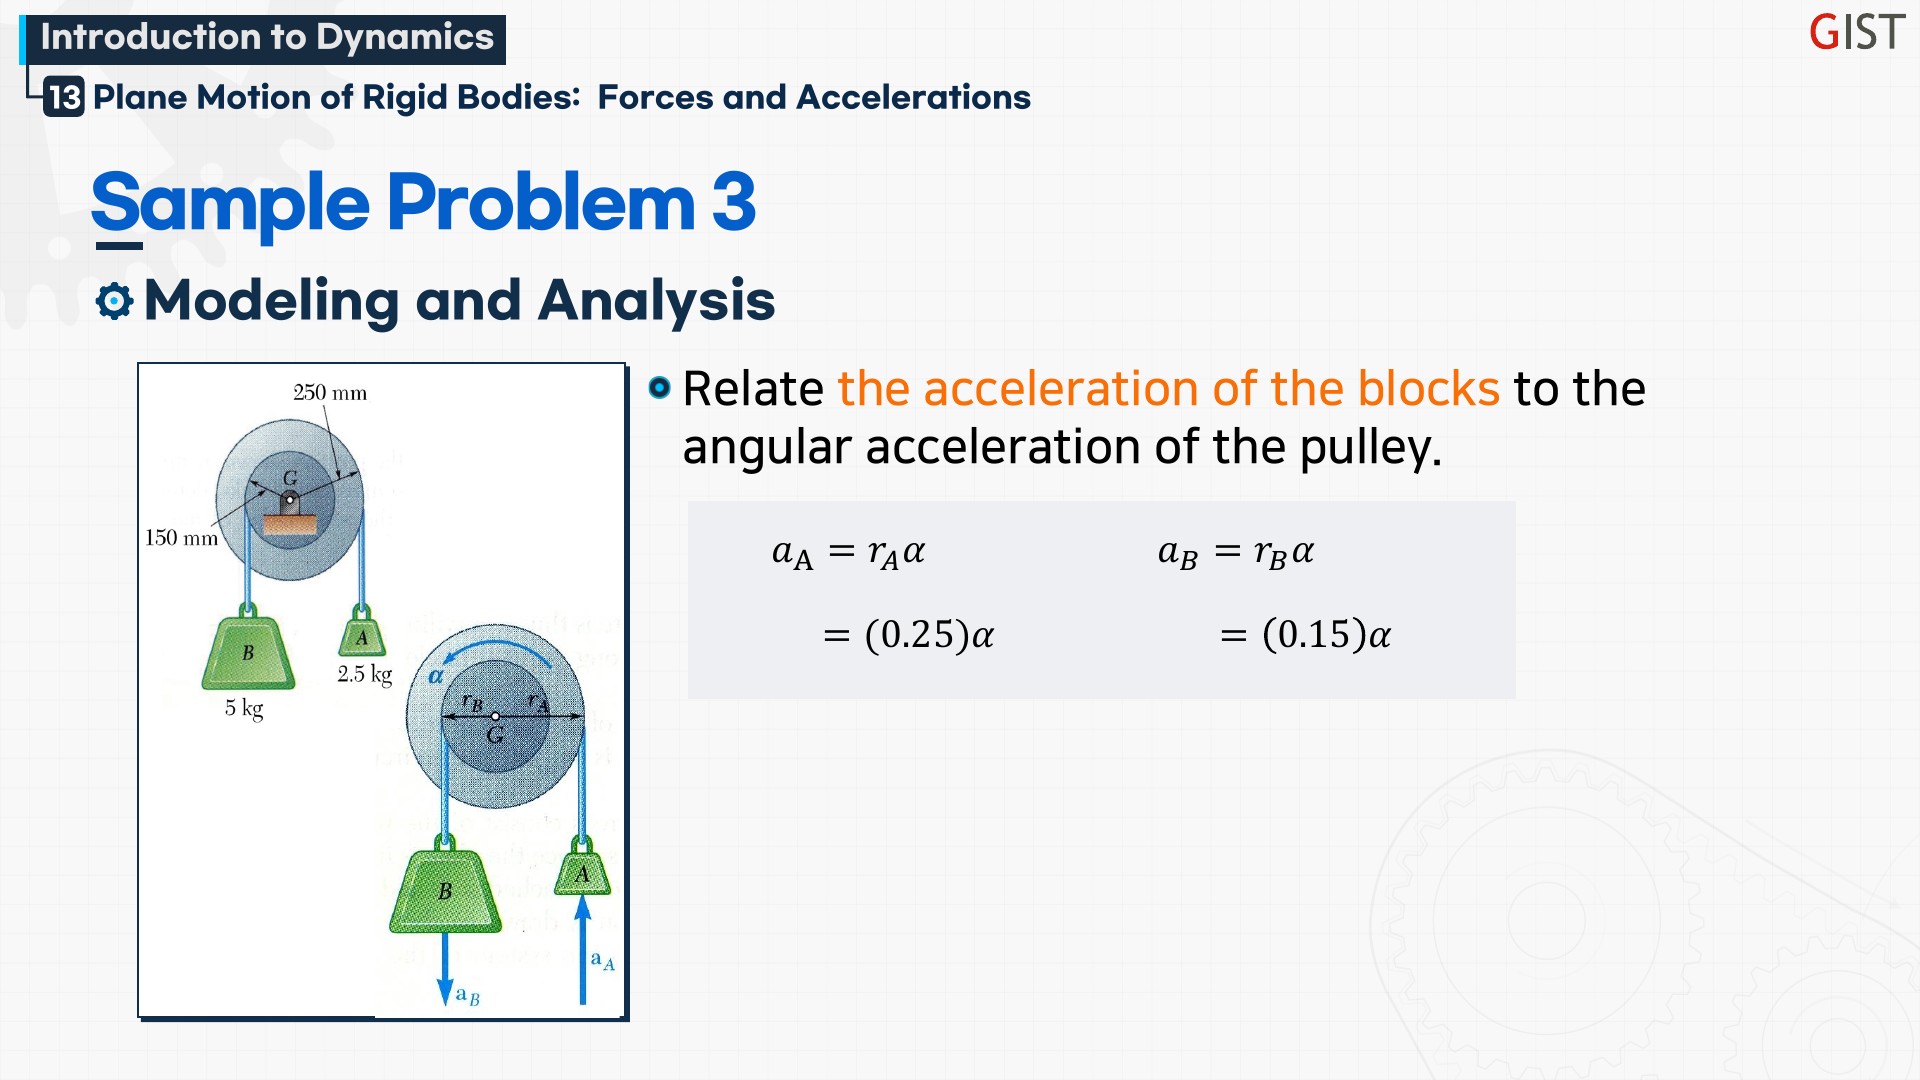 Introduction to Dynamics
GIST
13 Plane Motion of Rigid Bodies: Forces and Accelerations
Sample Problem 3
Modeling and Analysis
Relate the acceleration of the blocks to the
angular acceleration of the pulley.
a_A = r_A α
a_B = r_B α
= (0.25)α
= (0.15)α
250 mm
G
150 mm
B
A
2.5 kg
5 kg
α
r_B
r_A
G
B
A
a_A
a_B